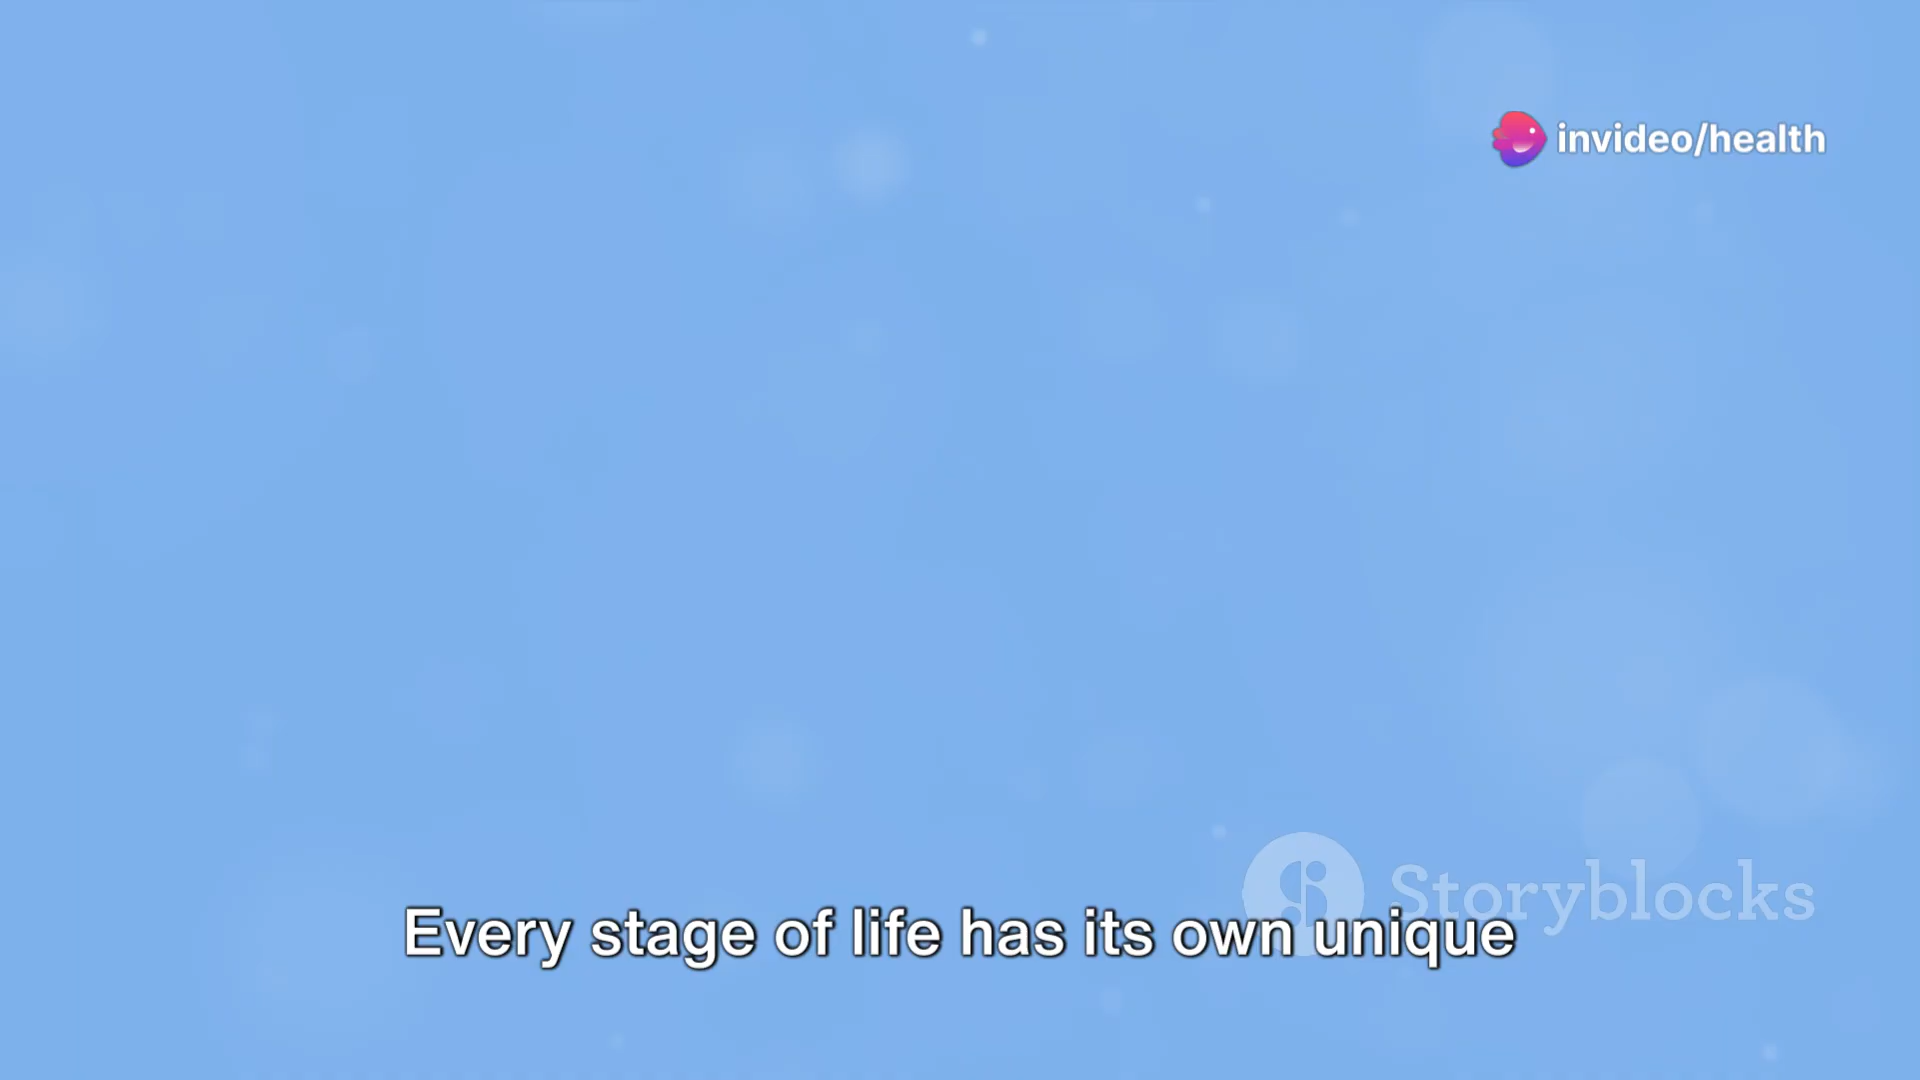 invideo/health
Storyblocks
Every stage of life has its own unique